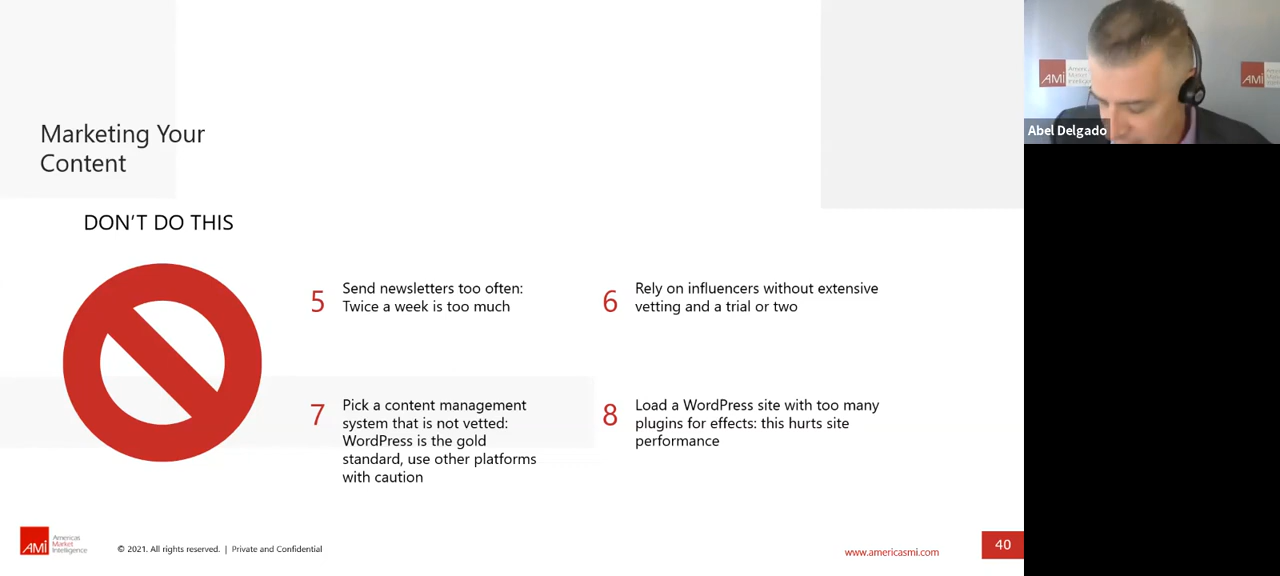 Marketing Your
Content
DON'T DO THIS
5
Send newsletters too often:
Twice a week is too much
6
Rely on influencers without extensive
vetting and a trial or two
7
Pick a content management
system that is not vetted:
WordPress is the gold
standard, use other platforms
with caution
8
Load a WordPress site with too many
plugins for effects: this hurts site
performance
AMI
Americas
Market
Intelligence
© 2021. All rights reserved. | Private and Confidential
www.americasmi.com
40
AMI
AMI
Abel Delgado